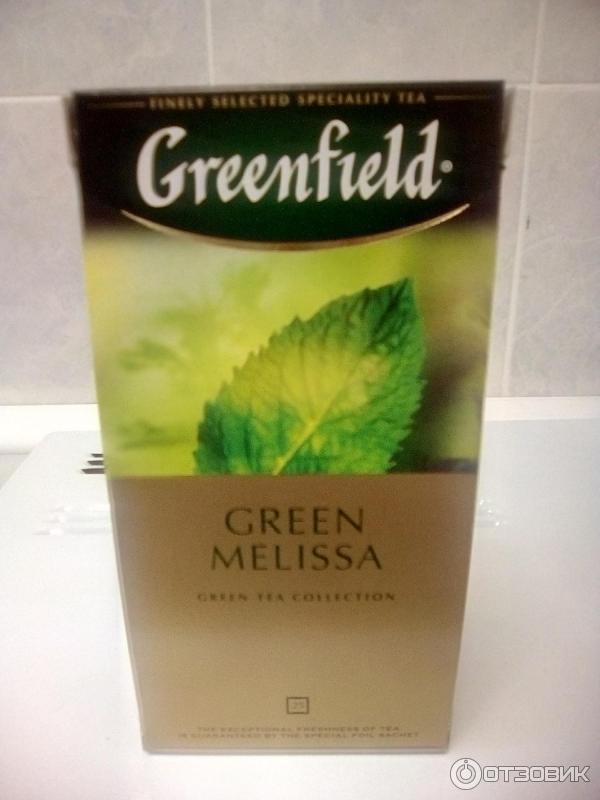 FINELY SELECTED SPECIALITY TEA
Greenfield
GREEN
MELISSA
GREEN TEA COLLECTION
25
THE EXCEPTIONAL FRESHNESS OF TEA
IS GUARANTEED BY THE SPECIAL FOIL SACHET
ОТЗОВИК